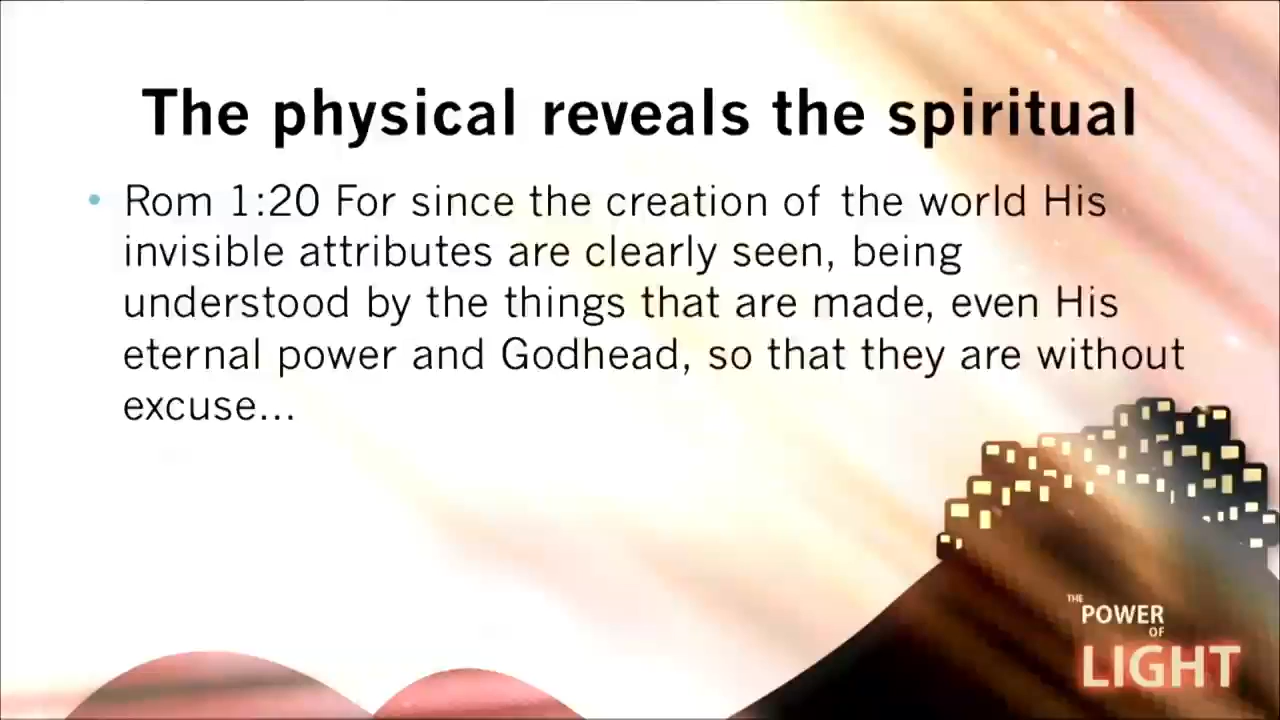 The physical reveals the spiritual
• Rom 1:20 For since the creation of the world His
invisible attributes are clearly seen, being
understood by the things that are made, even His
eternal power and Godhead, so that they are without
excuse...
THE
POWER
OF
LIGHT